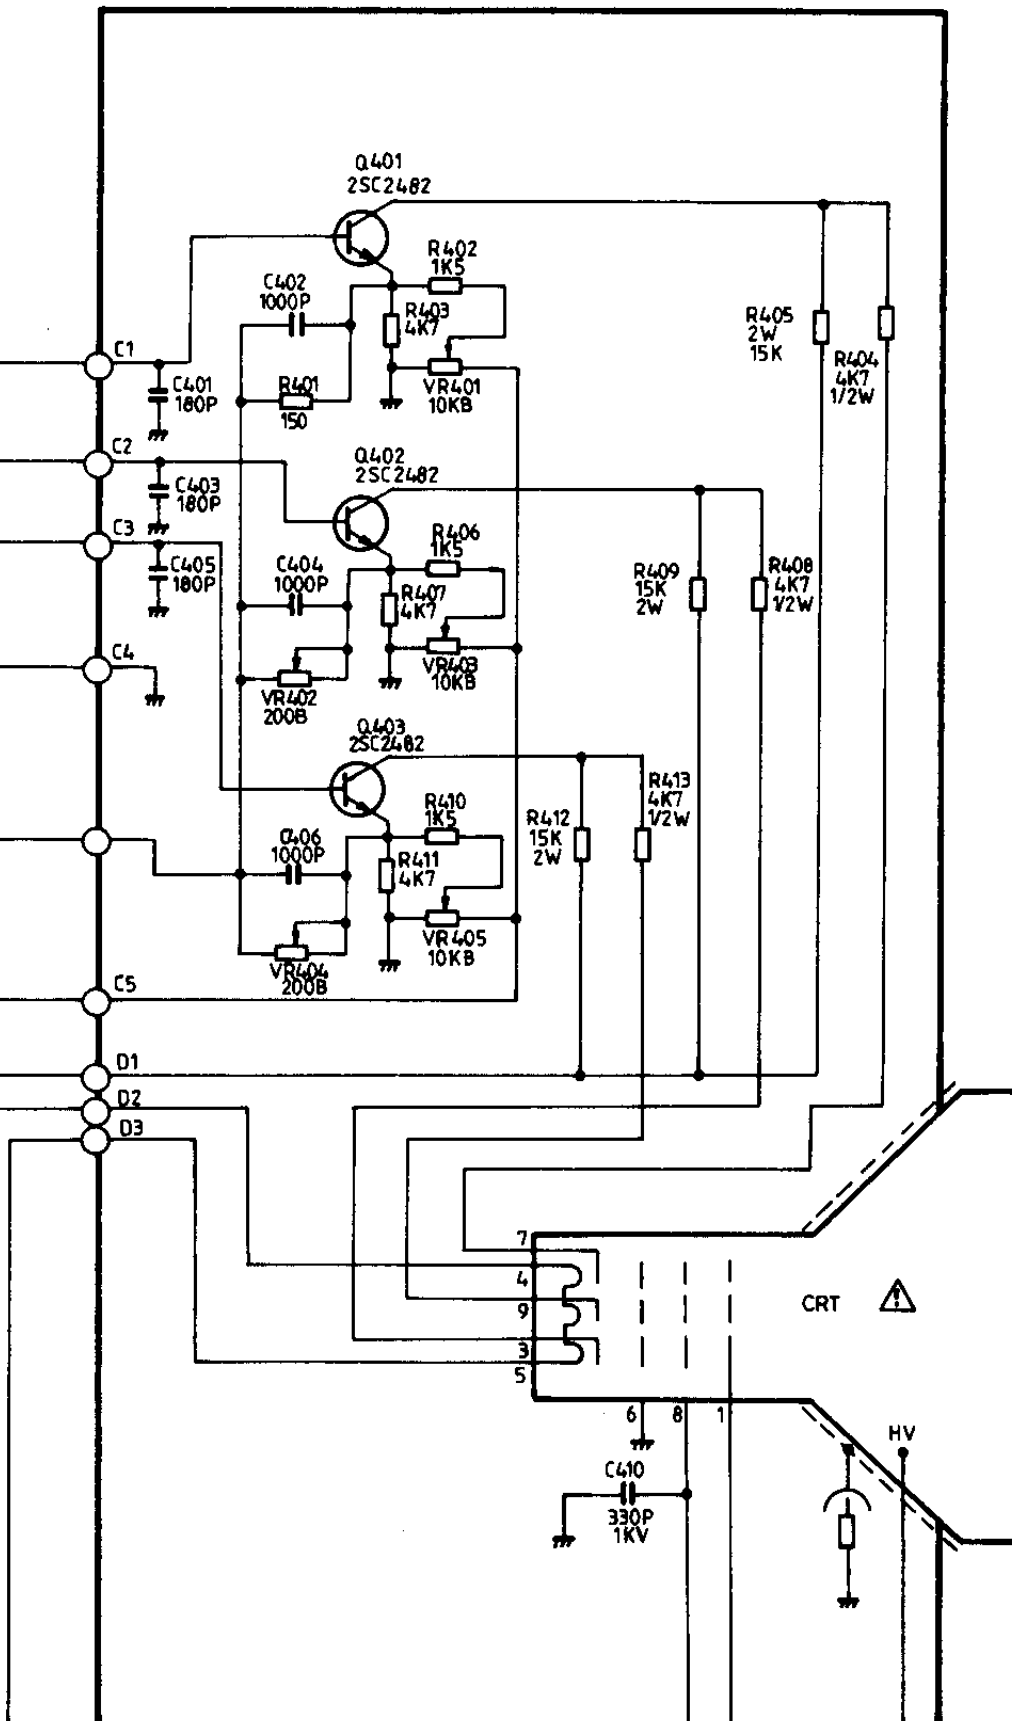 Q401
2SC2482
R402
1K5
C402
1000P
R403
4K7
R405
2W
15K
R404
4K7
1/2W
C1
C401
180P
R401
150
VR401
10KB
C2
Q402
2SC2482
C403
180P
C3
R406
1K5
C405
180P
C404
1000P
R407
4K7
R409
15K
2W
R408
4K7
1/2W
C4
VR403
10KB
VR402
200B
Q403
2SC2482
R413
4K7
1/2W
R410
1K5
R412
15K
2W
C406
1000P
R411
4K7
VR405
10KB
VR404
200B
C5
D1
D2
D3
7
4
9
3
5
CRT
!
6
8
1
HV
C410
330P
1KV